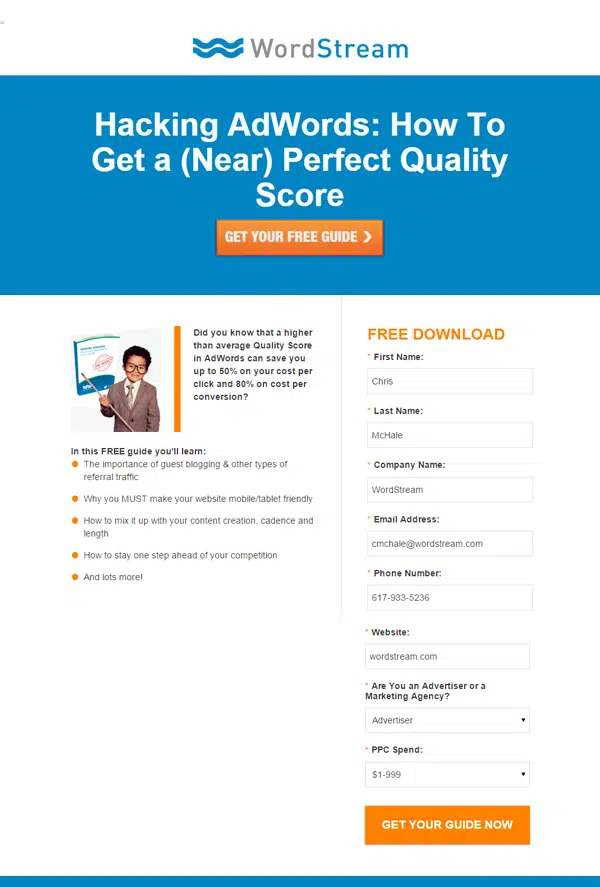 WordStream
Hacking AdWords: How To
Get a (Near) Perfect Quality
Score
GET YOUR FREE GUIDE
Did you know that a higher
than average Quality Score
in AdWords can save you
up to 50% on your cost per
click and 80% on cost per
conversion?
In this FREE guide you'll learn:
The importance of guest blogging & other types of
referral traffic
Why you MUST make your website mobile/tablet friendly
How to mix it up with your content creation, cadence and
length
How to stay one step ahead of your competition
And lots more!
FREE DOWNLOAD
* First Name:
Chris
* Last Name:
McHale
* Company Name:
WordStream
* Email Address:
cmchale@wordstream.com
* Phone Number:
617-933-5236
* Website:
wordstream.com
* Are You an Advertiser or a
Marketing Agency?
Advertiser
* PPC Spend:
$1-999
GET YOUR GUIDE NOW